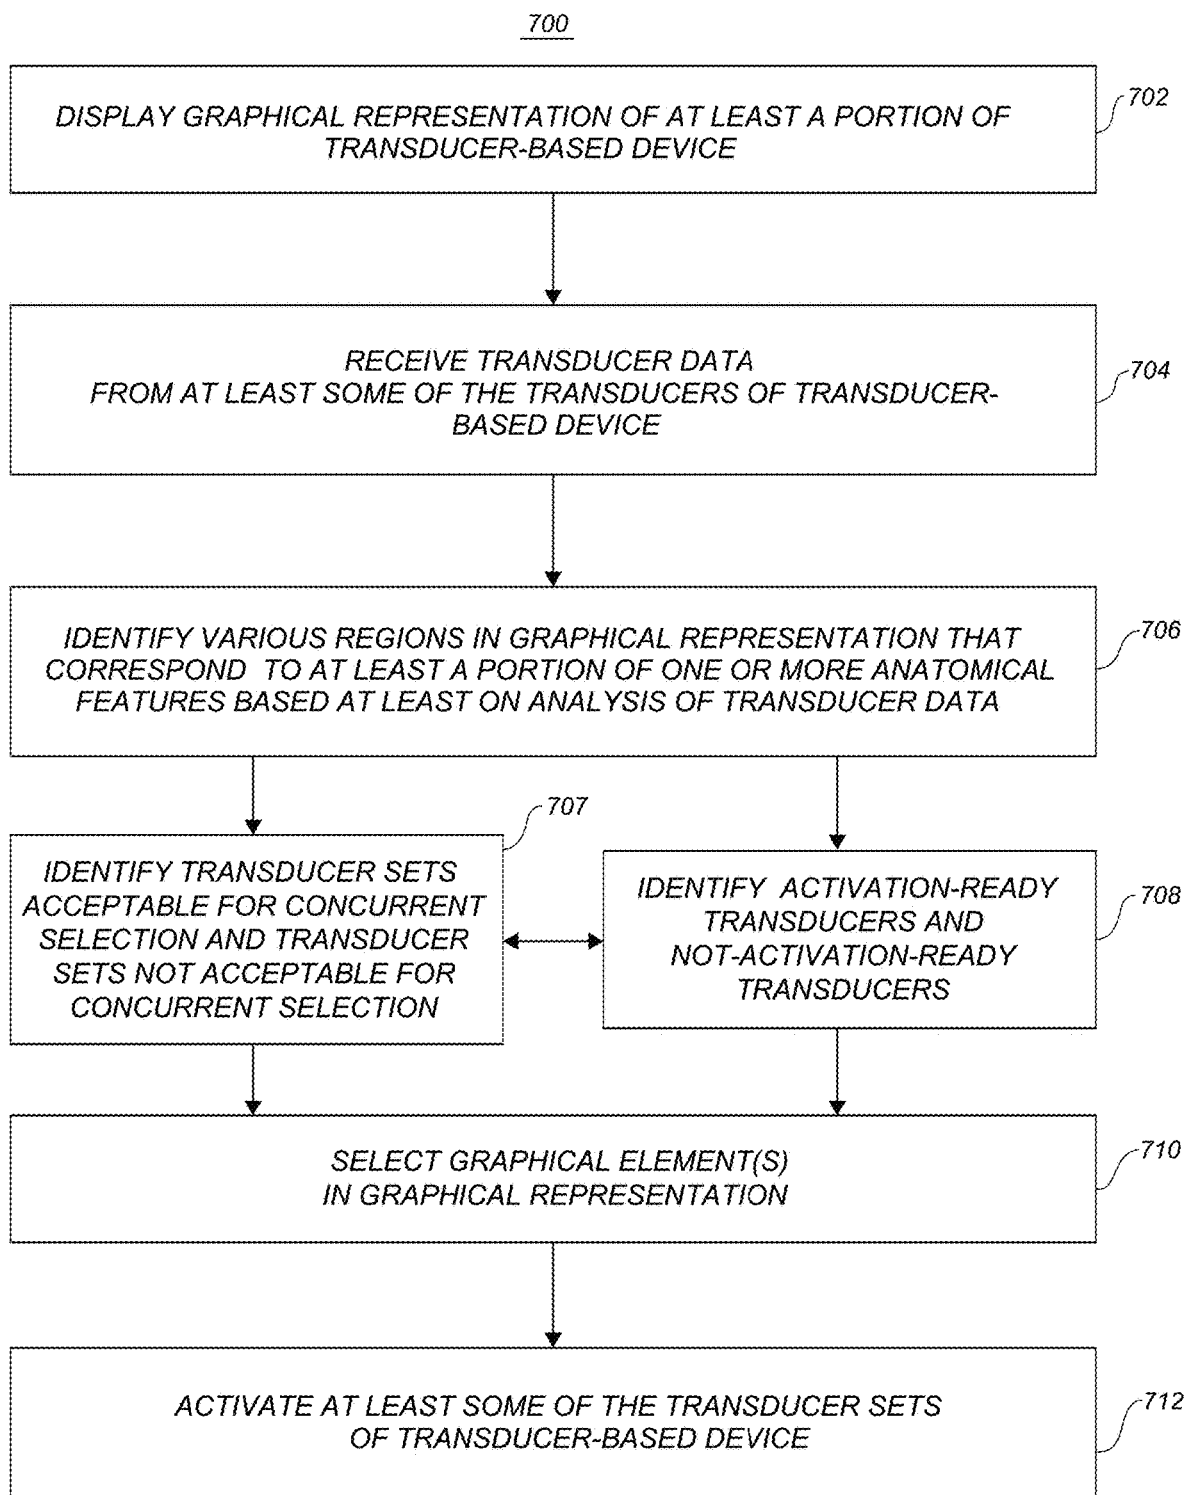 700
DISPLAY GRAPHICAL REPRESENTATION OF AT LEAST A PORTION OF
TRANSDUCER-BASED DEVICE
702
RECEIVE TRANSDUCER DATA
FROM AT LEAST SOME OF THE TRANSDUCERS OF TRANSDUCER-
BASED DEVICE
704
IDENTIFY VARIOUS REGIONS IN GRAPHICAL REPRESENTATION THAT
CORRESPOND TO AT LEAST A PORTION OF ONE OR MORE ANATOMICAL
FEATURES BASED AT LEAST ON ANALYSIS OF TRANSDUCER DATA
706
707
IDENTIFY TRANSDUCER SETS
ACCEPTABLE FOR CONCURRENT
SELECTION AND TRANSDUCER
SETS NOT ACCEPTABLE FOR
CONCURRENT SELECTION
IDENTIFY ACTIVATION-READY
TRANSDUCERS AND
NOT-ACTIVATION-READY
TRANSDUCERS
708
SELECT GRAPHICAL ELEMENT(S)
IN GRAPHICAL REPRESENTATION
710
ACTIVATE AT LEAST SOME OF THE TRANSDUCER SETS
OF TRANSDUCER-BASED DEVICE
712